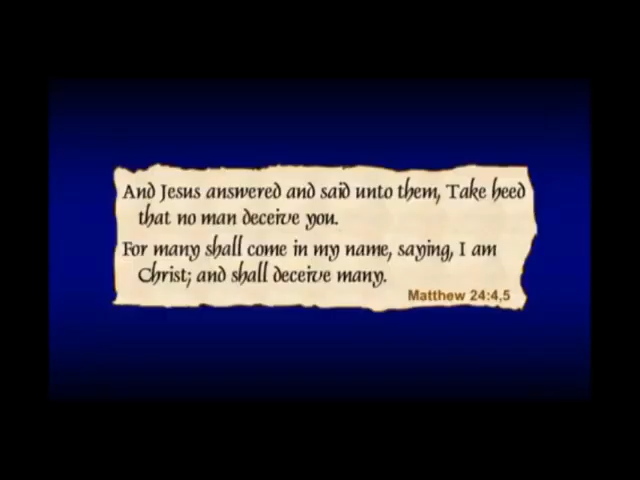 And Jesus answered and said unto them, Take heed
that no man deceive you.
For many shall come in my name, saying, I am
Christ; and shall deceive many.
Matthew 24:4,5